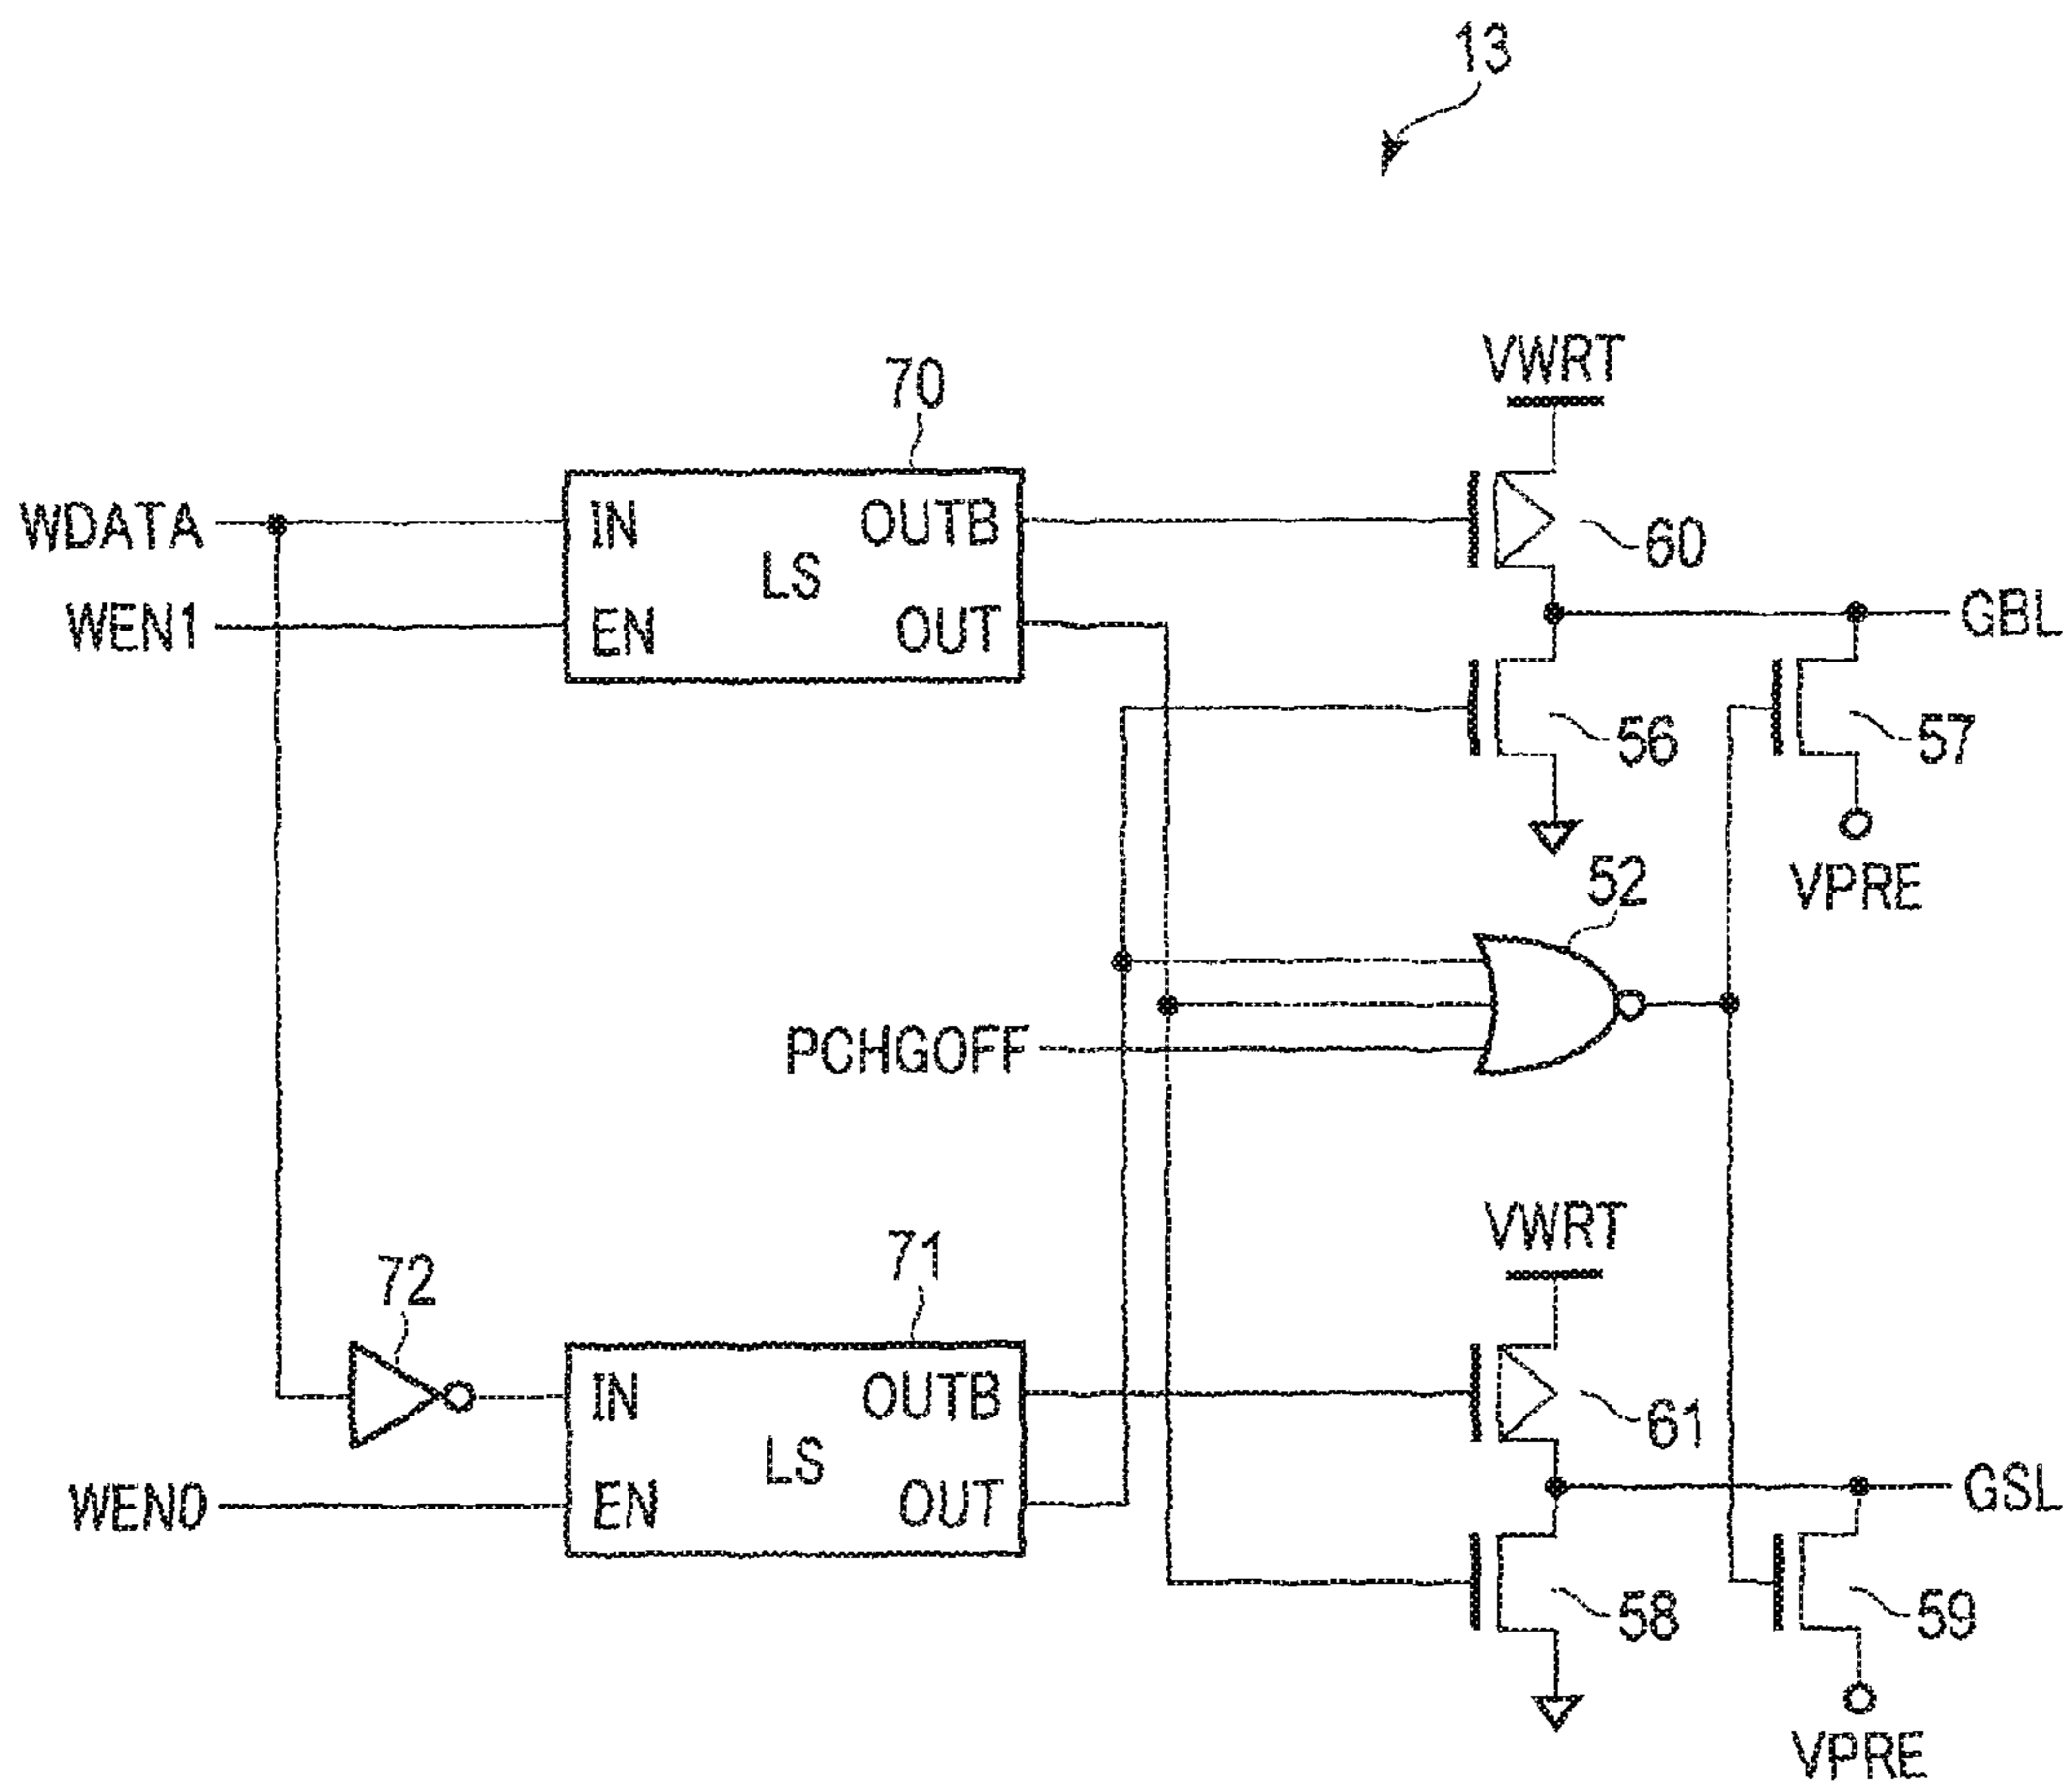 13
VWRT
70
WDATA
IN
OUTB
LS
60
WEN1
EN
OUT
GBL
56
57
52
VPRE
PCHGOFF
VWRT
71
72
IN
OUTB
LS
61
WEN0
EN
OUT
GSL
58
59
VPRE